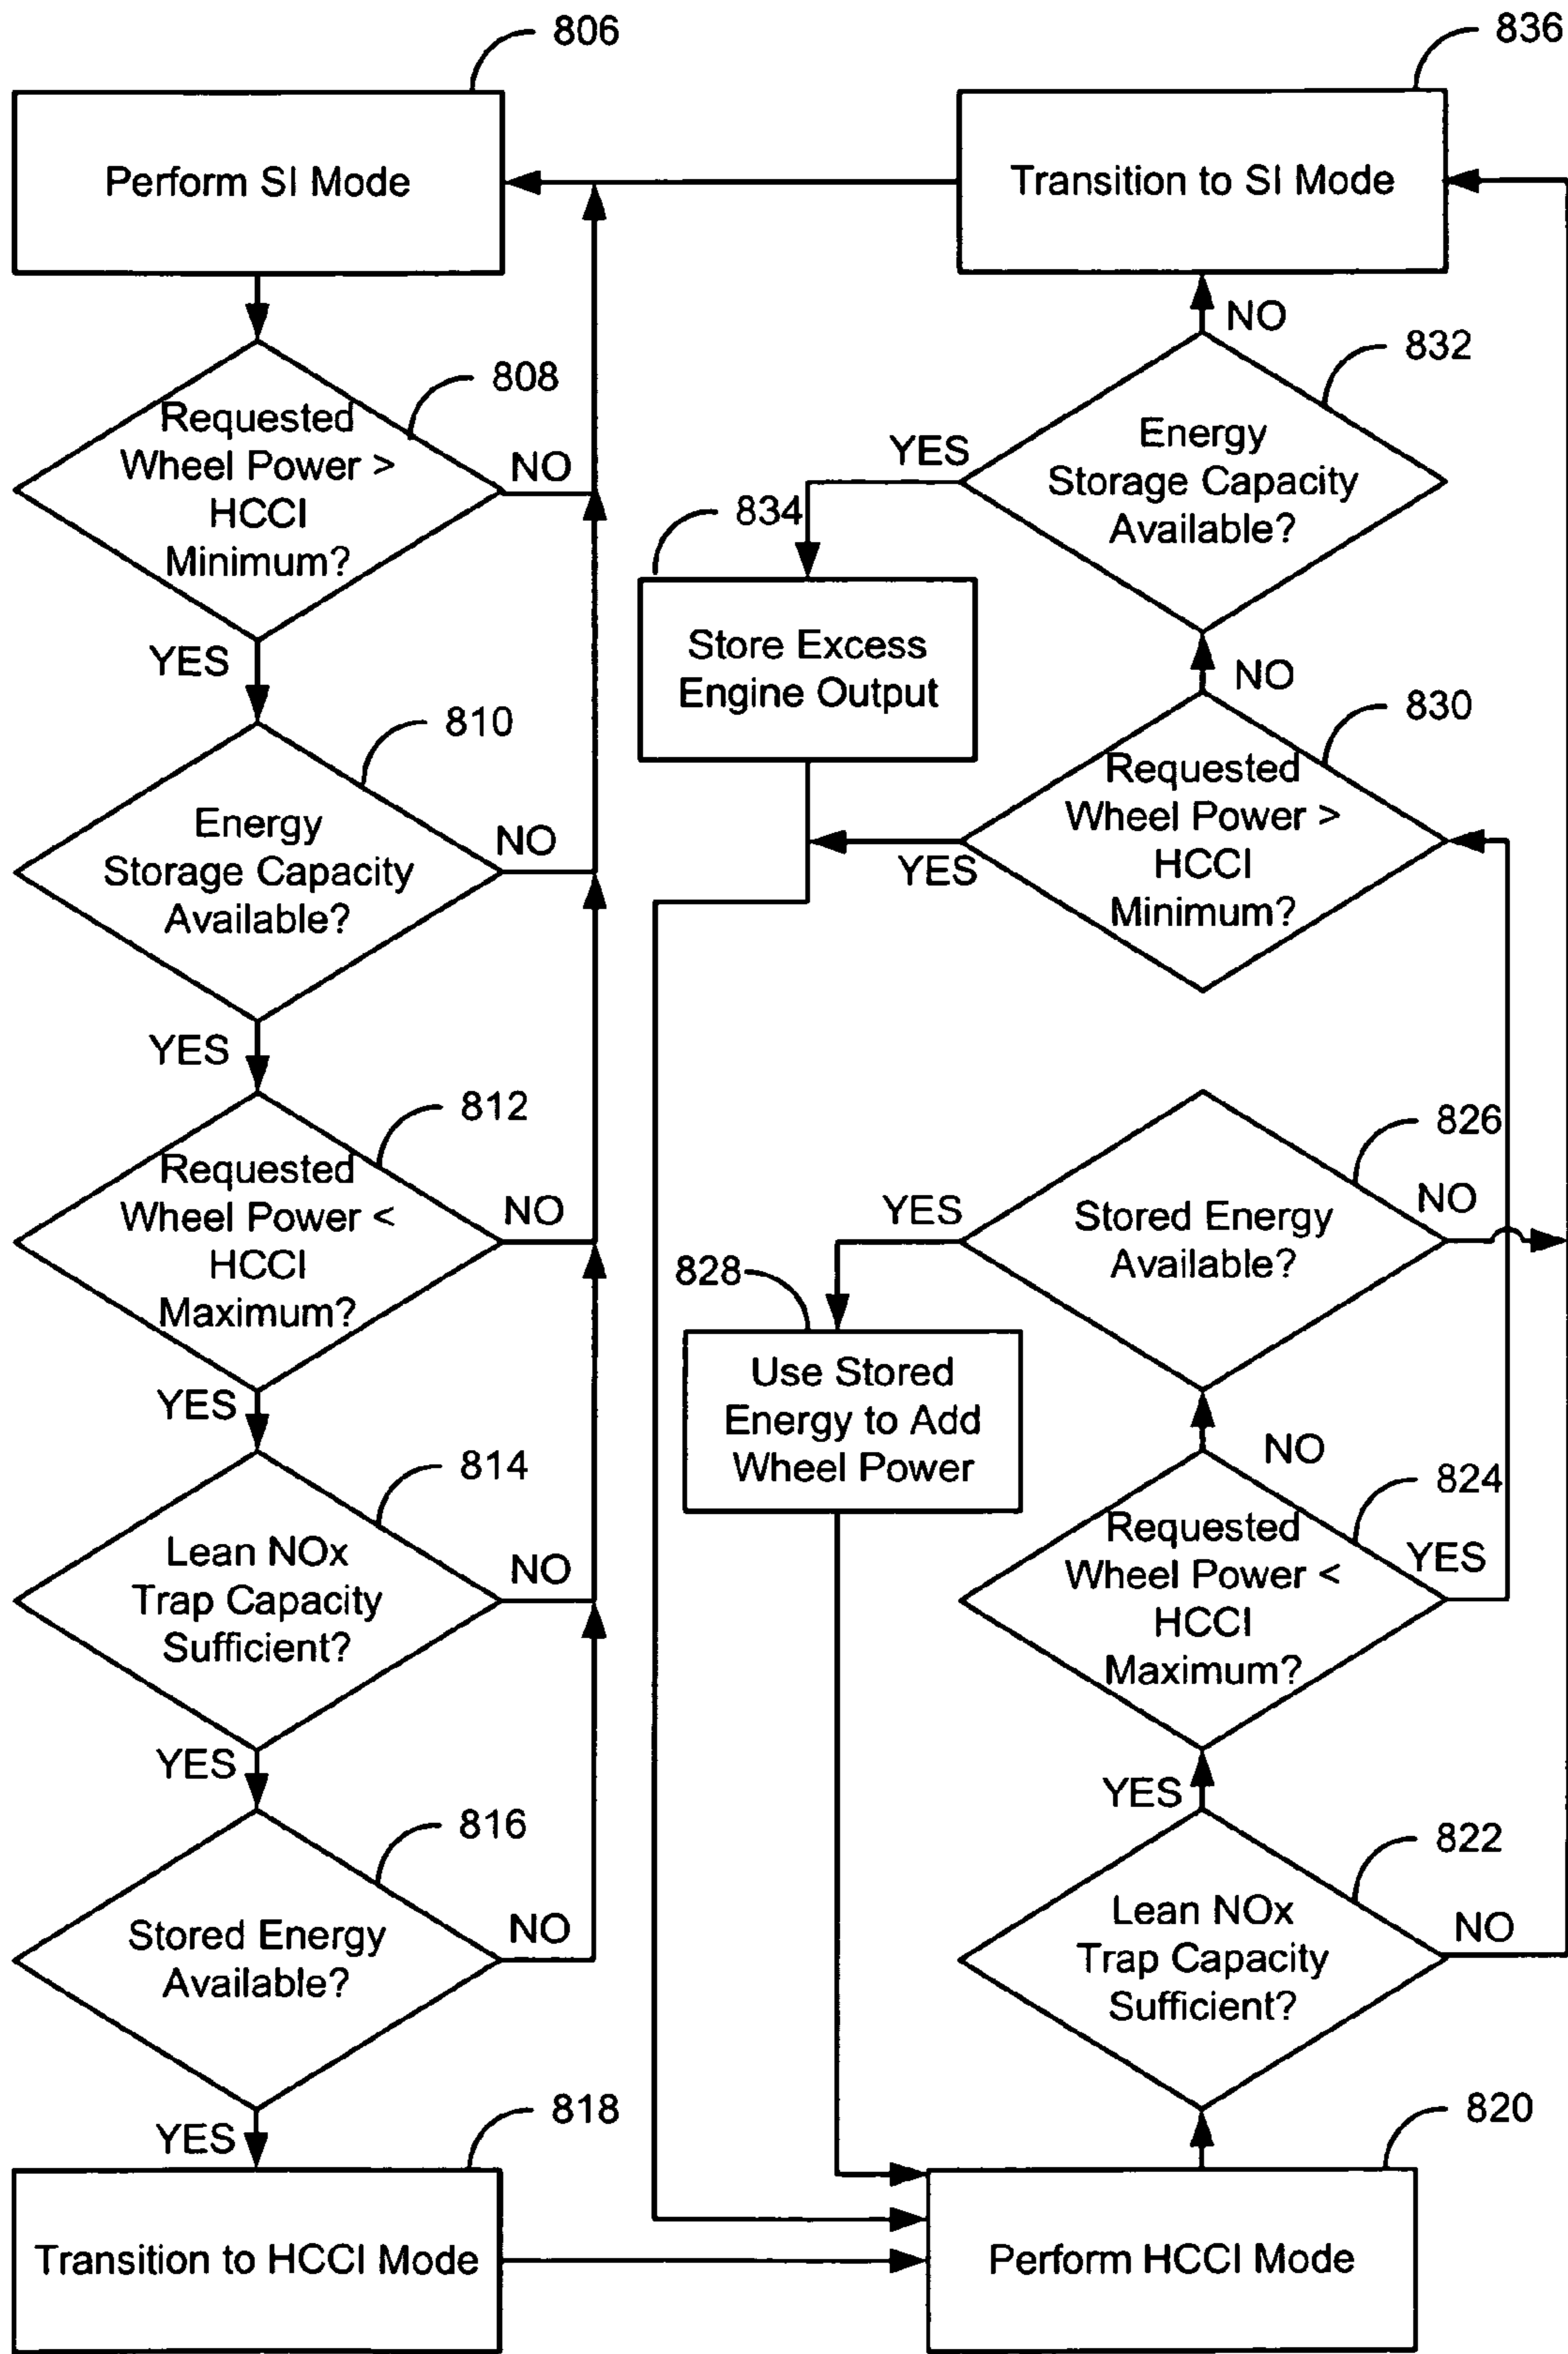 806
Perform SI Mode
808
Requested
Wheel Power >
HCCI
Minimum?
NO
YES
810
Energy
Storage Capacity
Available?
NO
YES
812
Requested
Wheel Power <
HCCI
Maximum?
NO
YES
814
Lean NOx
Trap Capacity
Sufficient?
NO
YES
816
Stored Energy
Available?
NO
YES
818
Transition to HCCI Mode
836
Transition to SI Mode
NO
832
Energy
Storage Capacity
Available?
YES
834
Store Excess
Engine Output
NO
830
Requested
Wheel Power >
HCCI
Minimum?
YES
826
Stored Energy
Available?
YES
NO
828
Use Stored
Energy to Add
Wheel Power
NO
824
Requested
Wheel Power <
HCCI
Maximum?
YES
YES
822
Lean NOx
Trap Capacity
Sufficient?
NO
820
Perform HCCI Mode